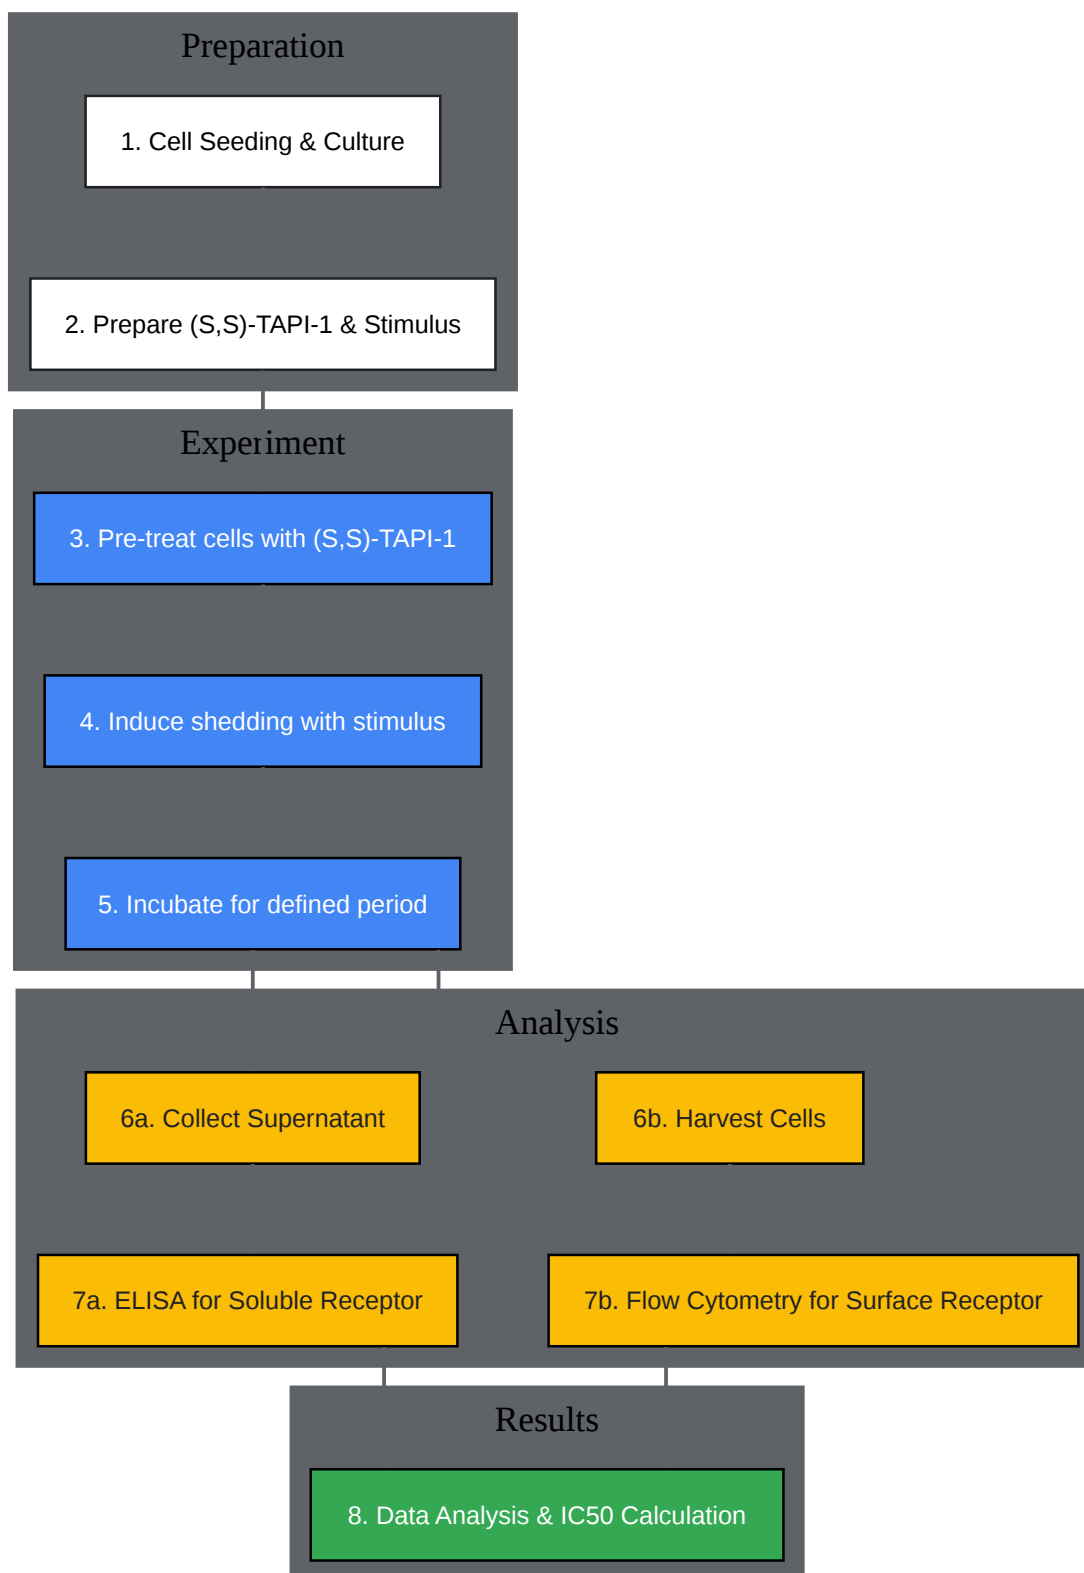 Preparation
1. Cell Seeding & Culture
2. Prepare (S,S)-TAPI-1 & Stimulus
Experiment
3. Pre-treat cells with (S,S)-TAPI-1
4. Induce shedding with stimulus
5. Incubate for defined period
Analysis
6a. Collect Supernatant
6b. Harvest Cells
7a. ELISA for Soluble Receptor
7b. Flow Cytometry for Surface Receptor
Results
8. Data Analysis & IC50 Calculation